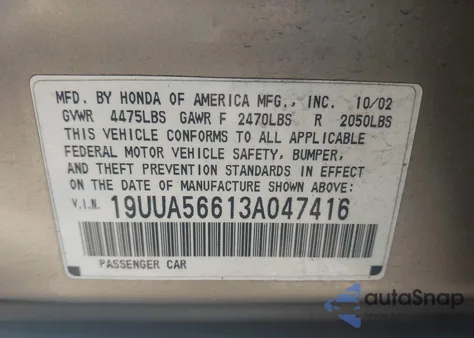 MFD. BY HONDA OF AMERICA MFG., INC. 10/02
GVWR 4475LBS GAWR F 2470LBS R 2050LBS
THIS VEHICLE CONFORMS TO ALL APPLICABLE
FEDERAL MOTOR VEHICLE SAFETY, BUMPER,
AND THEFT PREVENTION STANDARDS IN EFFECT
ON THE DATE OF MANUFACTURE SHOWN ABOVE:
V.I.N. 19UUA56613A047416
PASSENGER CAR
autaSnap